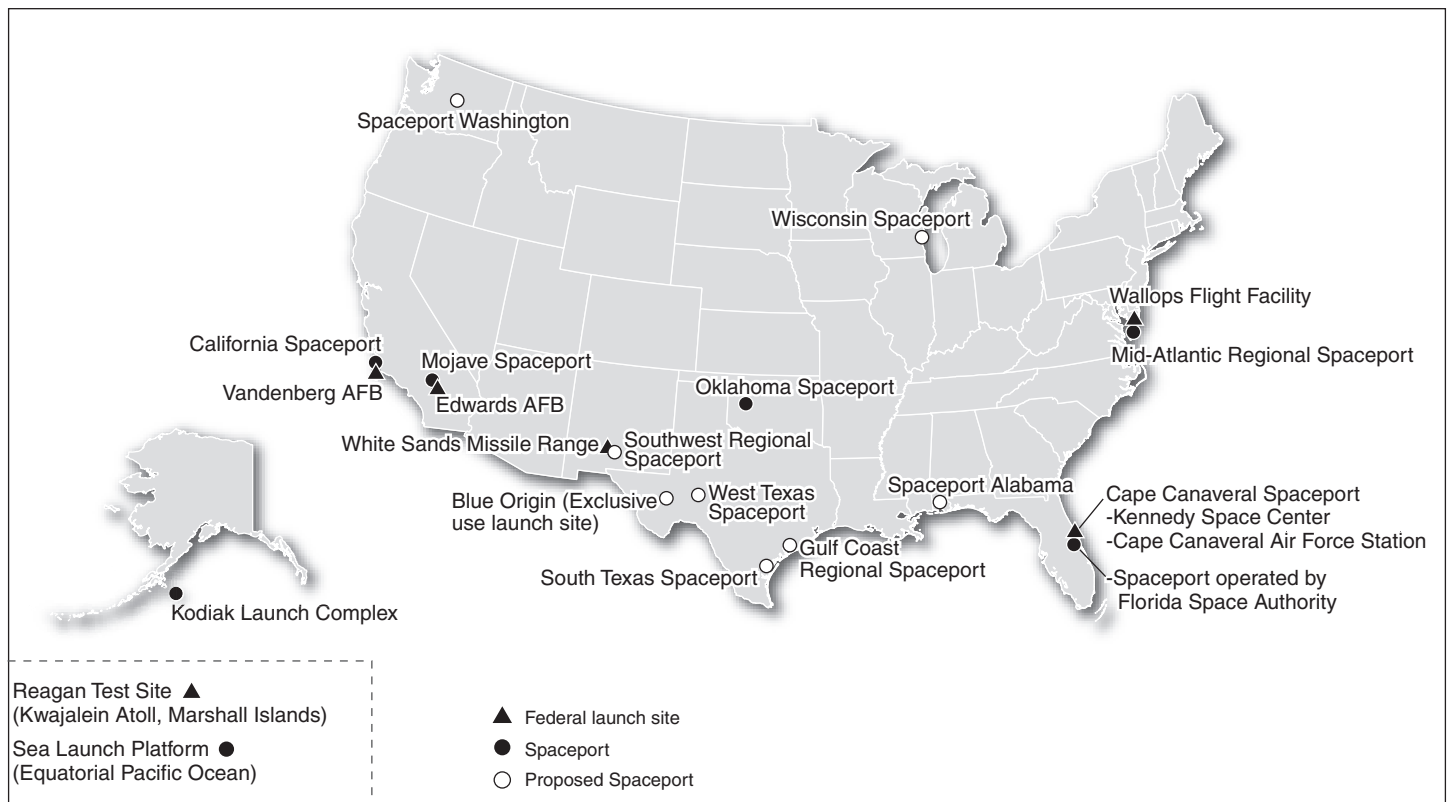 Spaceport Washington
Wisconsin Spaceport
Wallops Flight Facility
Mid-Atlantic Regional Spaceport
California Spaceport
Vandenberg AFB
Mojave Spaceport
Edwards AFB
Oklahoma Spaceport
White Sands Missile Range
Southwest Regional
Spaceport
Blue Origin (Exclusive
use launch site)
West Texas
Spaceport
Spaceport Alabama
Cape Canaveral Spaceport
-Kennedy Space Center
-Cape Canaveral Air Force Station
-Spaceport operated by
Florida Space Authority
Gulf Coast
Regional Spaceport
South Texas Spaceport
Kodiak Launch Complex
Reagan Test Site
(Kwajalein Atoll, Marshall Islands)
Sea Launch Platform
(Equatorial Pacific Ocean)
Federal launch site
Spaceport
Proposed Spaceport